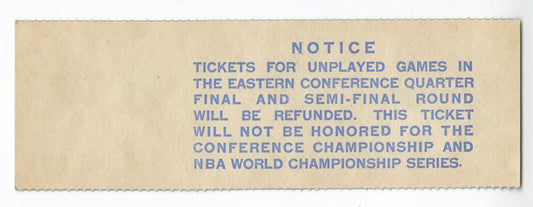 NOTICE
TICKETS FOR UNPLAYED GAMES IN
THE EASTERN CONFERENCE QUARTER
FINAL AND SEMI-FINAL ROUND
WILL BE REFUNDED. THIS TICKET
WILL NOT BE HONORED FOR THE
CONFERENCE CHAMPIONSHIP AND
NBA WORLD CHAMPIONSHIP SERIES.